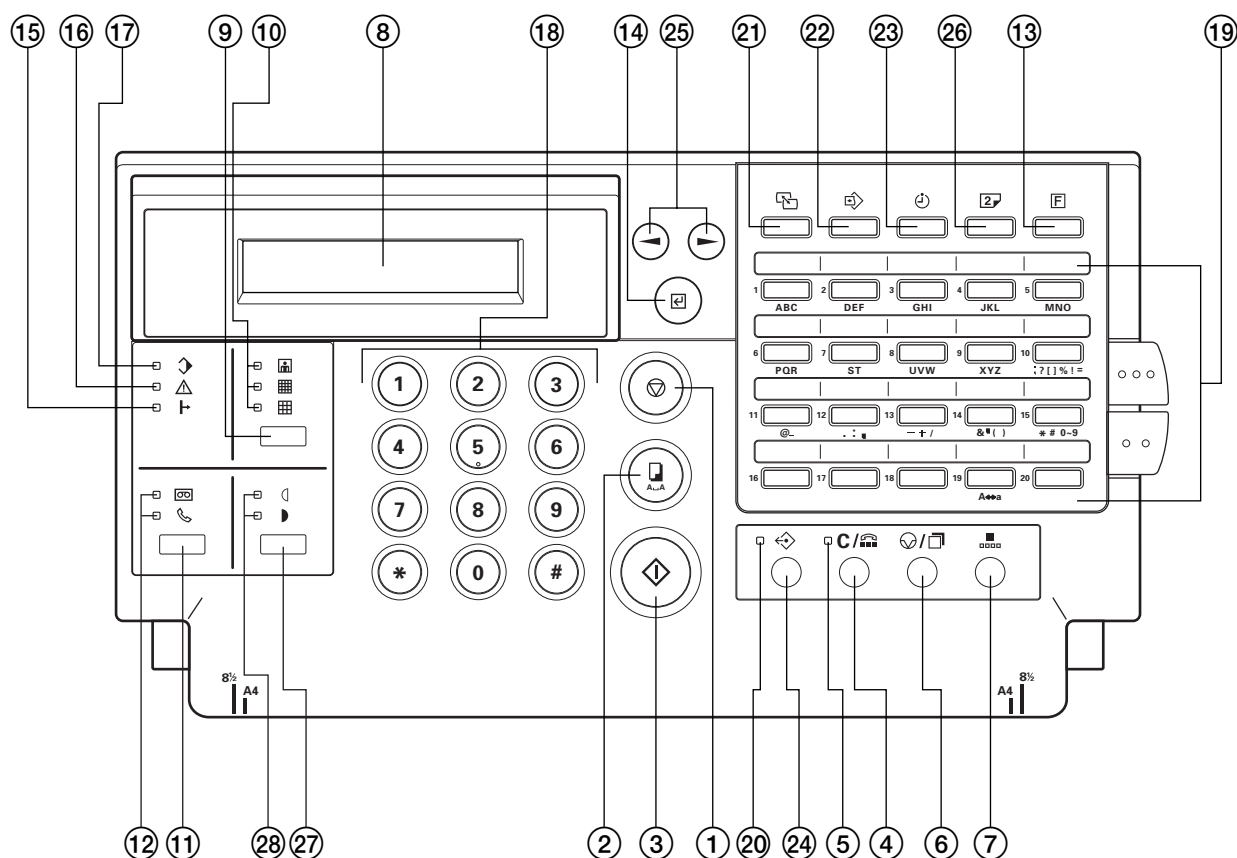 15 16 17 9 10 8 18 14 25 21 22 23 26 13 19
2 F
1 2 3 4 5
ABC DEF GHI JKL MNO
6 7 8 9 10
PQR ST UVW XYZ ;?[]%!=
1 2 3
11 12 13 14 15
@_ . : „ —+/ &"( ) * # 0~9
4 5 6
A↔A
16 17 18 19 20
A↔a
7 8 9
C/
* 0 #
8½ A4
A4 8½
12 11 28 27 2 3 1 20 24 5 4 6 7